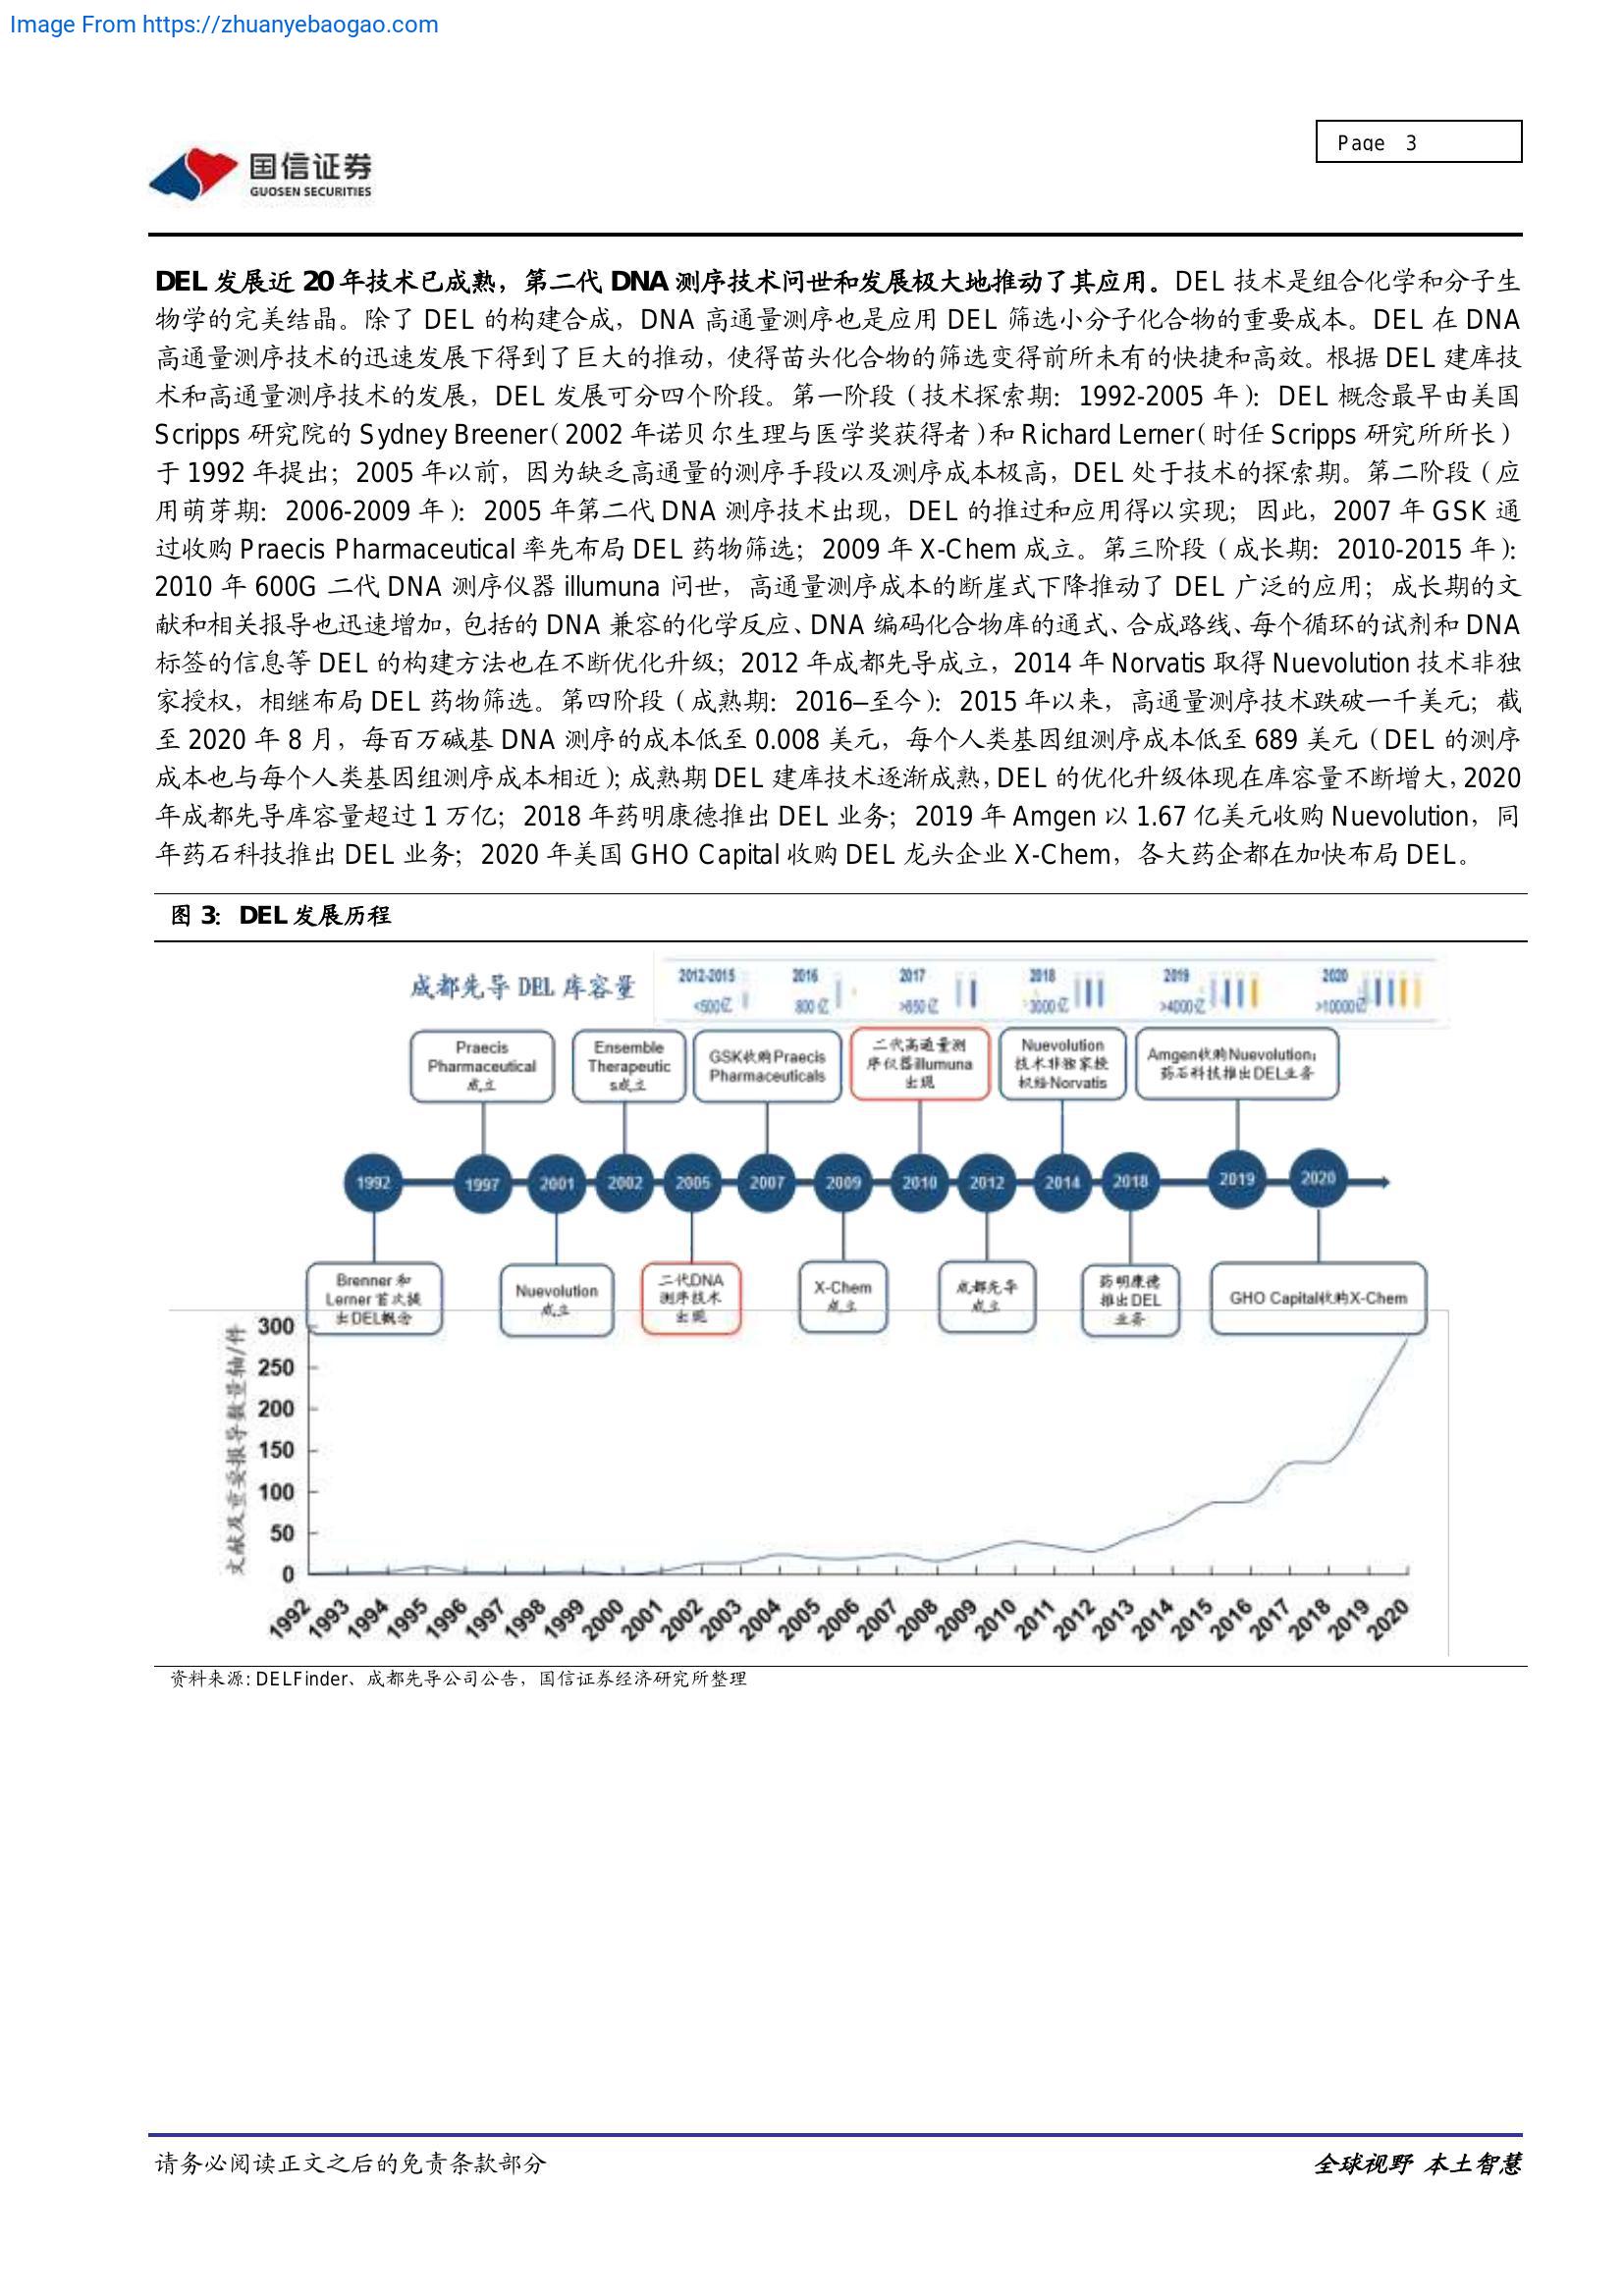 Image From https://zhuanyebaogao.com
Page 3
国信证券
GUOSEN SECURITIES
DEL 发展近 20 年技术已成熟，第二代 DNA 测序技术问世和发展极大地推动了其应用。DEL 技术是组合化学和分子生
物学的完美结晶。除了 DEL 的构建合成，DNA 高通量测序也是应用 DEL 筛选小分子化合物的重要成本。DEL 在 DNA
高通量测序技术的迅速发展下得到了巨大的推动，使得苗头化合物的筛选变得前所未有的快捷和高效。根据 DEL 建库技
术和高通量测序技术的发展，DEL 发展可分四个阶段。第一阶段（技术探索期：1992-2005 年）：DEL 概念最早由美国
Scripps 研究院的 Sydney Breener（2002 年诺贝尔生理与医学奖获得者）和 Richard Lerner（时任 Scripps 研究所所长）
于 1992 年提出；2005 年以前，因为缺乏高通量的测序手段以及测序成本极高，DEL 处于技术的探索期。第二阶段（应
用萌芽期：2006-2009 年）：2005 年第二代 DNA 测序技术出现，DEL 的推过和应用得以实现；因此，2007 年 GSK 通
过收购 Praecis Pharmaceutical 率先布局 DEL 药物筛选；2009 年 X-Chem 成立。第三阶段（成长期：2010-2015 年）：
2010 年 600G 二代 DNA 测序仪器 illumuna 问世，高通量测序成本的断崖式下降推动了 DEL 广泛的应用；成长期的文
献和相关报导也迅速增加，包括的 DNA 兼容的化学反应、DNA 编码化合物库的通式、合成路线、每个循环的试剂和 DNA
标签的信息等 DEL 的构建方法也在不断优化升级；2012 年成都先导成立，2014 年 Norvatis 取得 Nuevolution 技术非独
家授权，相继布局 DEL 药物筛选。第四阶段（成熟期：2016–至今）：2015 年以来，高通量测序技术跌破一千美元；截
至 2020 年 8 月，每百万碱基 DNA 测序的成本低至 0.008 美元，每个人类基因组测序成本低至 689 美元（DEL 的测序
成本也与每个人类基因组测序成本相近）；成熟期 DEL 建库技术逐渐成熟，DEL 的优化升级体现在库容量不断增大，2020
年成都先导库容量超过 1 万亿；2018 年药明康德推出 DEL 业务；2019 年 Amgen 以 1.67 亿美元收购 Nuevolution，同
年药石科技推出 DEL 业务；2020 年美国 GHO Capital 收购 DEL 龙头企业 X-Chem，各大药企都在加快布局 DEL。
图 3：DEL 发展历程
成都先导 DEL 库容量
2012-2015 2016 2017 2018 2019 2020
<500亿 800亿 >650亿 >3000亿 >4000亿 >10000亿
Praecis
Pharmaceutical
成立
Ensemble
Therapeutic
s成立
GSK收购Praecis
Pharmaceuticals
二代高通量测
序仪器illumuna
出现
Nuevolution
技术非独家授
权给Norvatis
Amgen收购Nuevolution；
药石科技推出DEL业务
1992 1997 2001 2002 2005 2007 2009 2010 2012 2014 2018 2019 2020
Brenner 和
Lerner 首次提
出DEL概念
Nuevolution
成立
二代DNA
测序技术
出现
X-Chem
成立
成都先导
成立
药明康德
推出DEL
业务
GHO Capital收购X-Chem
文献及重要报导数量轴/件
300
250
200
150
100
50
0
1992 1993 1994 1995 1996 1997 1998 1999 2000 2001 2002 2003 2004 2005 2006 2007 2008 2009 2010 2011 2012 2013 2014 2015 2016 2017 2018 2019 2020
资料来源：DELFinder、成都先导公司公告，国信证券经济研究所整理
请务必阅读正文之后的免责条款部分
全球视野 本土智慧